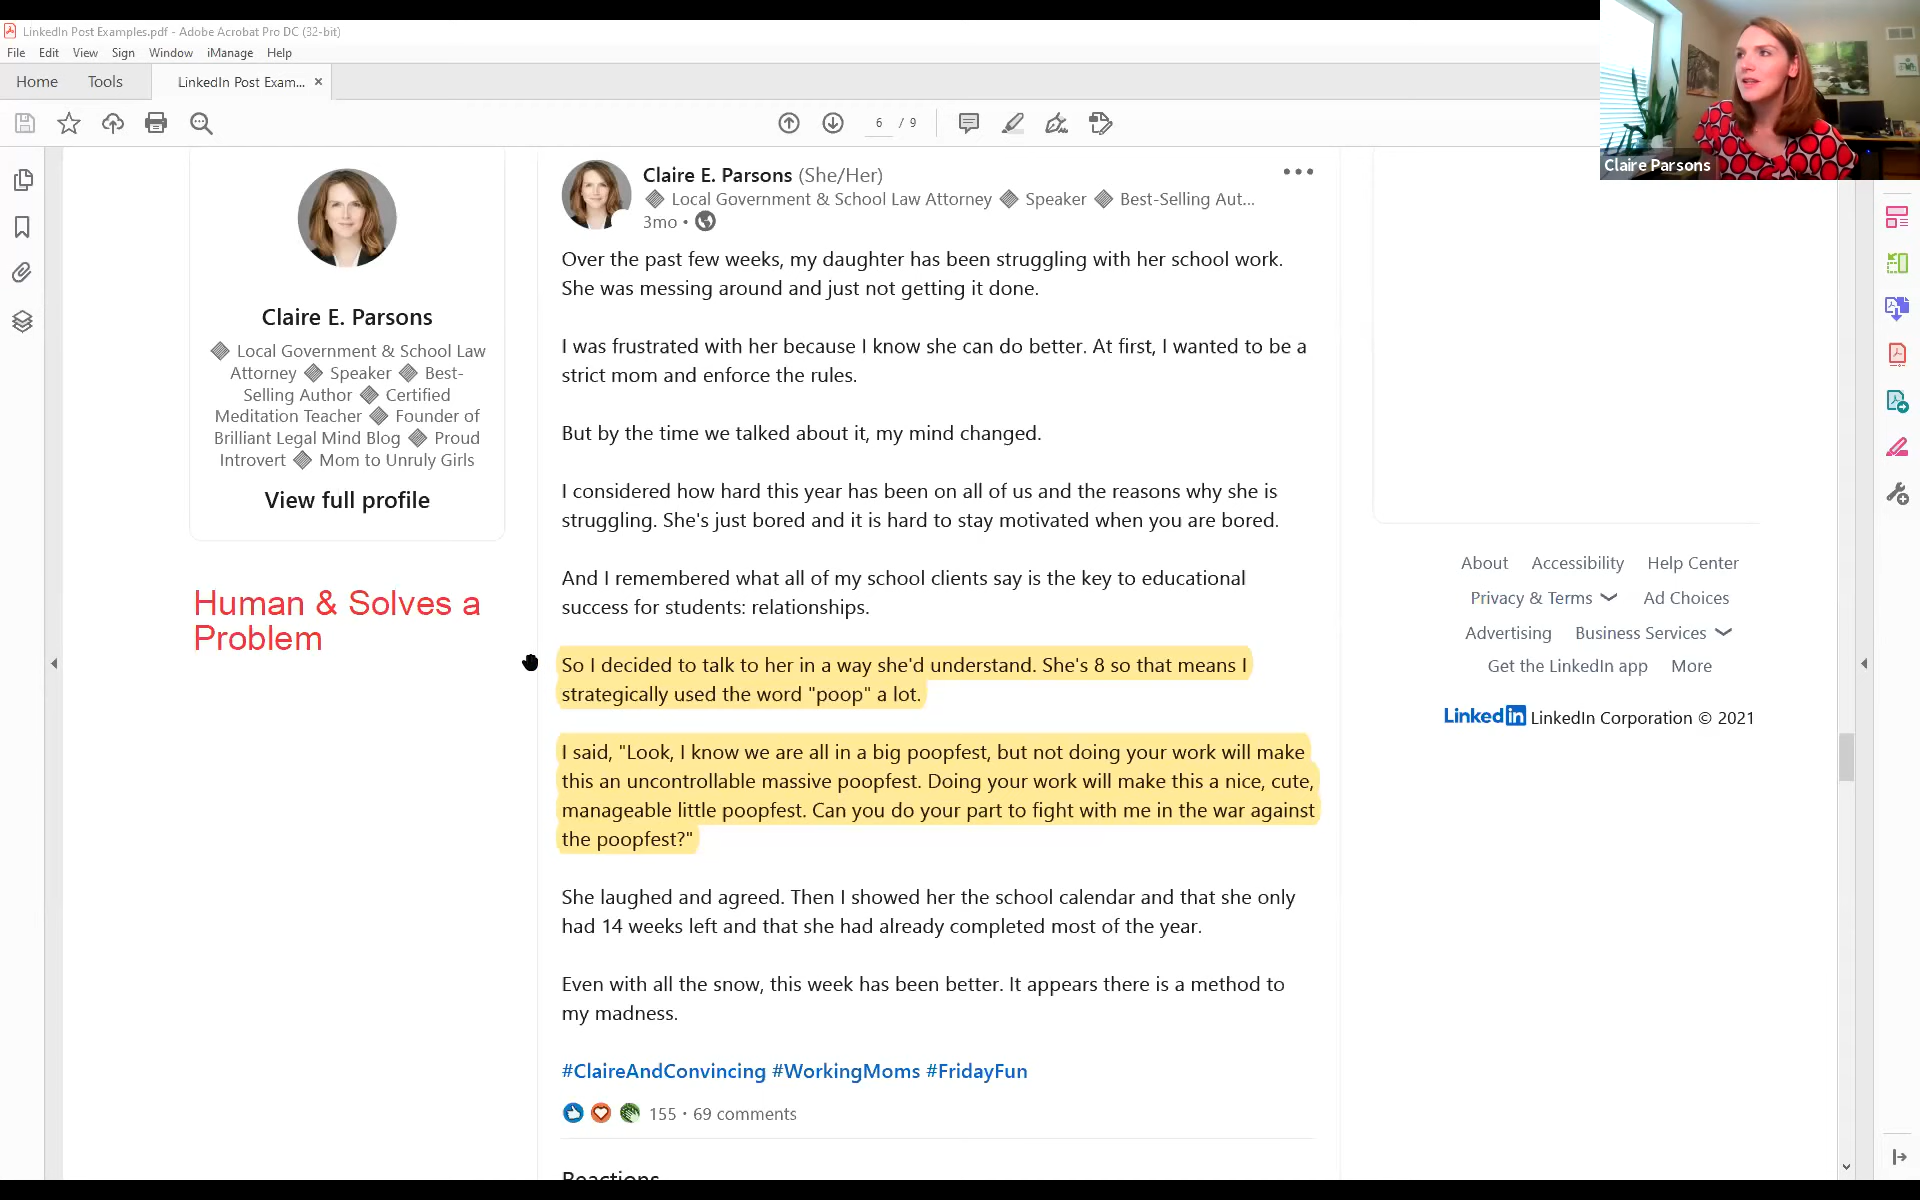 LinkedIn Post Examples.pdf - Adobe Acrobat Pro DC (32-bit)
File Edit View Sign Window iManage Help
Home Tools LinkedIn Post Exam... ×
6 / 9
Claire Parsons
Claire E. Parsons
Local Government & School Law
Attorney Speaker Best-
Selling Author Certified
Meditation Teacher Founder of
Brilliant Legal Mind Blog Proud
Introvert Mom to Unruly Girls
View full profile
Human & Solves a
Problem
Claire E. Parsons (She/Her)
Local Government & School Law Attorney Speaker Best-Selling Aut...
3mo •
Over the past few weeks, my daughter has been struggling with her school work.
She was messing around and just not getting it done.
I was frustrated with her because I know she can do better. At first, I wanted to be a
strict mom and enforce the rules.
But by the time we talked about it, my mind changed.
I considered how hard this year has been on all of us and the reasons why she is
struggling. She's just bored and it is hard to stay motivated when you are bored.
And I remembered what all of my school clients say is the key to educational
success for students: relationships.
So I decided to talk to her in a way she'd understand. She's 8 so that means I
strategically used the word "poop" a lot.
I said, "Look, I know we are all in a big poopfest, but not doing your work will make
this an uncontrollable massive poopfest. Doing your work will make this a nice, cute,
manageable little poopfest. Can you do your part to fight with me in the war against
the poopfest?"
She laughed and agreed. Then I showed her the school calendar and that she only
had 14 weeks left and that she had already completed most of the year.
Even with all the snow, this week has been better. It appears there is a method to
my madness.
#ClaireAndConvincing #WorkingMoms #FridayFun
155 • 69 comments
Reactions
About Accessibility Help Center
Privacy & Terms Ad Choices
Advertising Business Services
Get the LinkedIn app More
LinkedIn LinkedIn Corporation © 2021